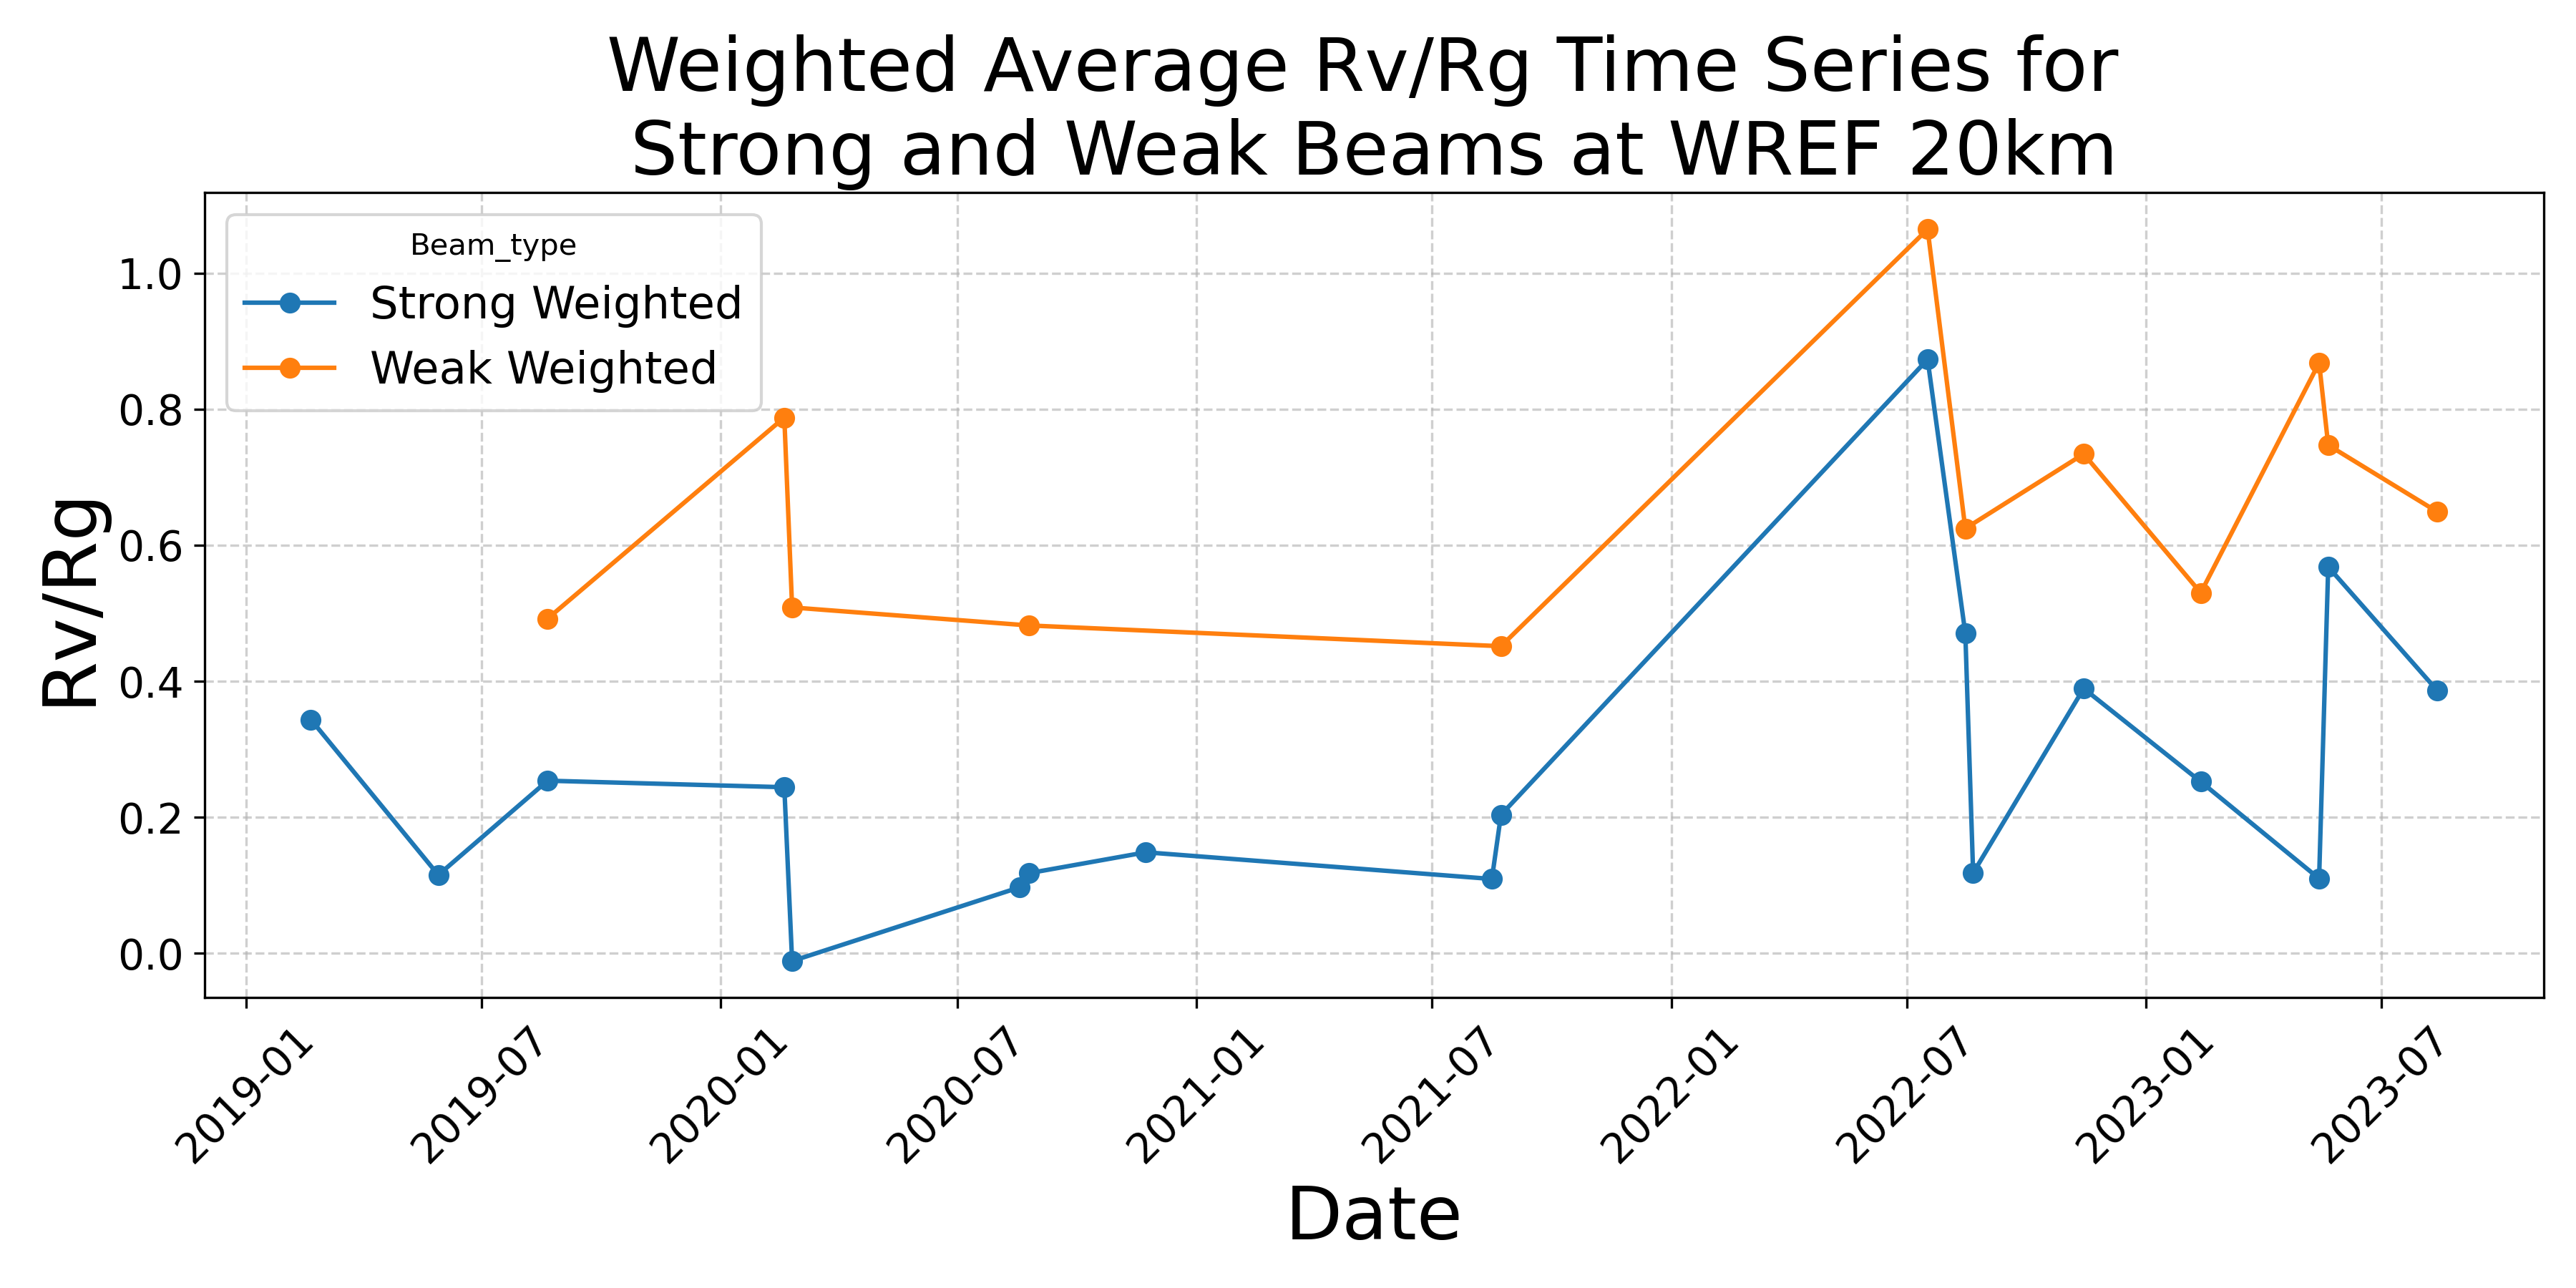 Weighted Average Rv/Rg Time Series for
Strong and Weak Beams at WREF 20km
Beam_type
Strong Weighted
Weak Weighted
Rv/Rg
1.0
0.8
0.6
0.4
0.2
0.0
2019-01
2019-07
2020-01
2020-07
2021-01
2021-07
2022-01
2022-07
2023-01
2023-07
Date